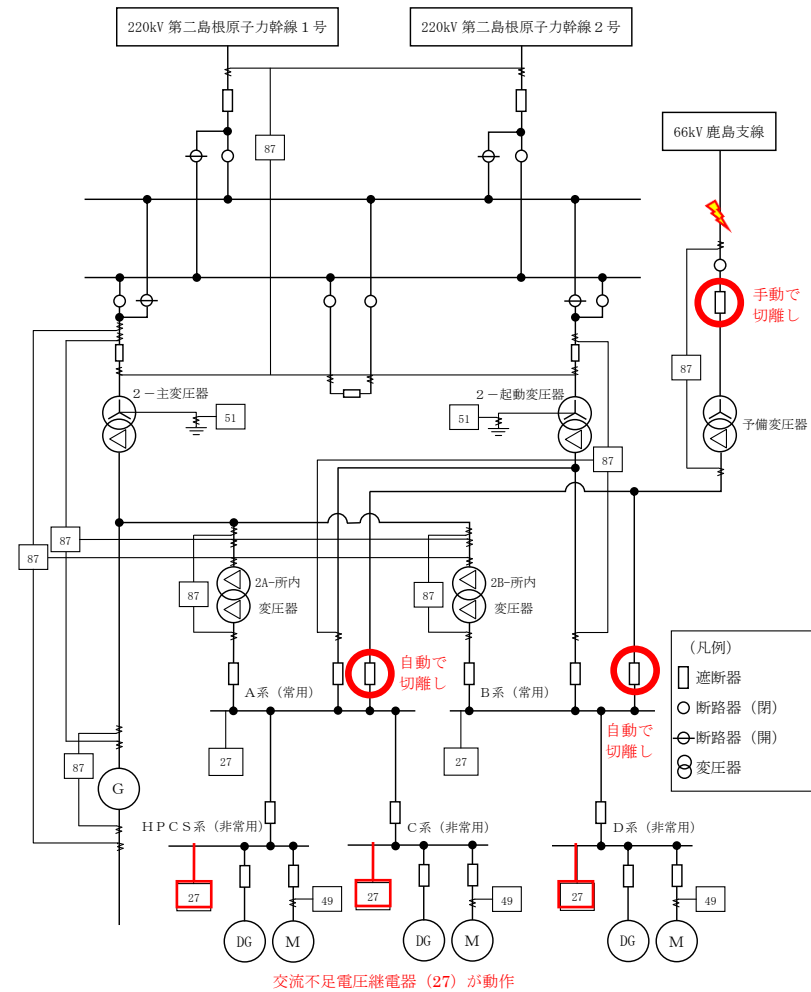 220kV 第二島根原子力幹線1号
220kV 第二島根原子力幹線2号
66kV 鹿島支線
87
手動で
切離し
87
2-主変圧器
51
2-起動変圧器
51
予備変圧器
87
87
87
2A-所内
変圧器
87
2B-所内
変圧器
87
(凡例)
遮断器
断路器(閉)
断路器(開)
変圧器
自動で
切離し
A系(常用)
B系(常用)
自動で
切離し
27
27
87
G
HPCS系(非常用)
C系(非常用)
D系(非常用)
27
49
27
49
27
49
DG
M
DG
M
DG
M
交流不足電圧継電器(27)が動作